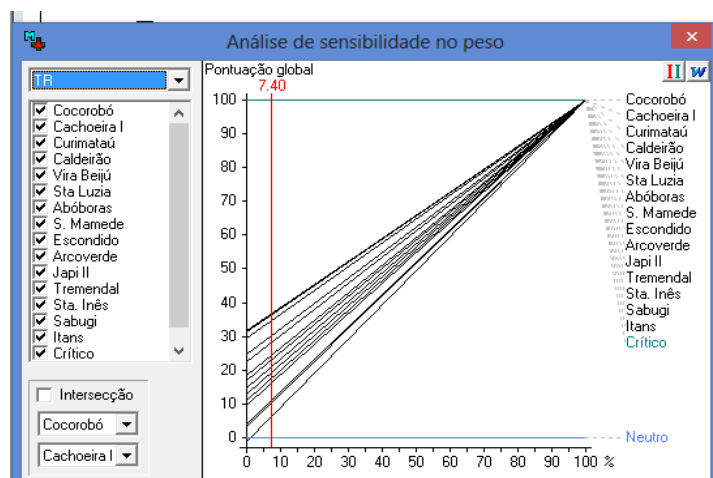 Análise de sensibilidade no peso
×
TR
Cocorobó
Cachoeira I
Curimataú
Caldeirão
Vira Beijú
Sta Luzia
Abóboras
S. Mamede
Escondido
Arcoverde
Japi II
Tremendal
Sta. Inês
Sabugi
Itans
Crítico
Intersecção
Cocorobó
Cachoeira I
Pontuação global
7.40
100
90
80
70
60
50
40
30
20
10
0
0 10 20 30 40 50 60 70 80 90 100 %
II w
Cocorobó
Cachoeira I
Curimataú
Caldeirão
Vira Beijú
Sta Luzia
Abóboras
S. Mamede
Escondido
Arcoverde
Japi II
Tremendal
Sta. Inês
Sabugi
Itans
Crítico
Neutro